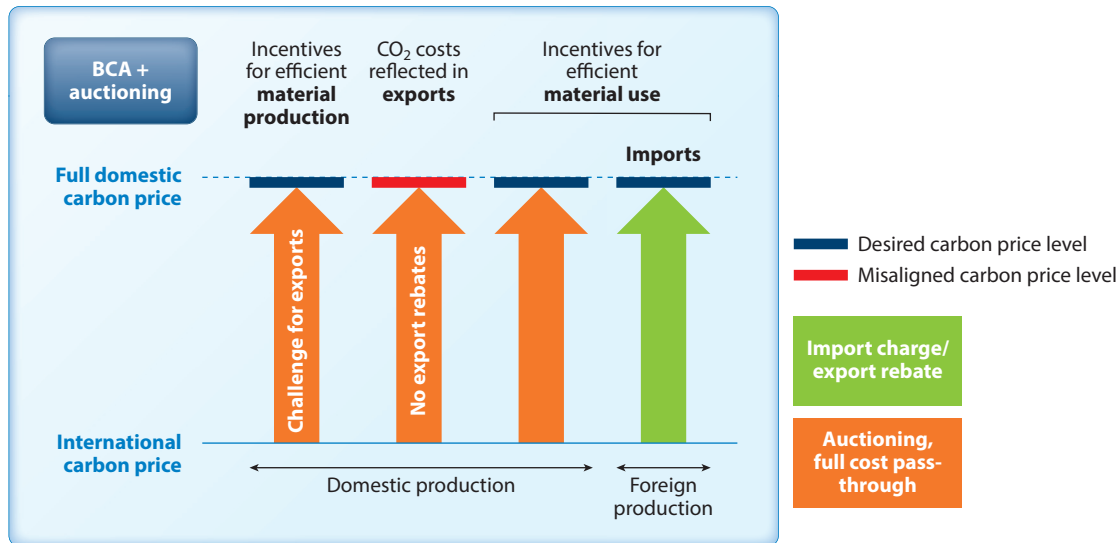 BCA +
auctioning
Incentives
for efficient
material
production
CO₂ costs
reflected in
exports
Incentives for
efficient
material use
Imports
Full domestic
carbon price
Challenge for exports
No export rebates
International
carbon price
Domestic production
Foreign
production
Desired carbon price level
Misaligned carbon price level
Import charge/
export rebate
Auctioning,
full cost pass-
through